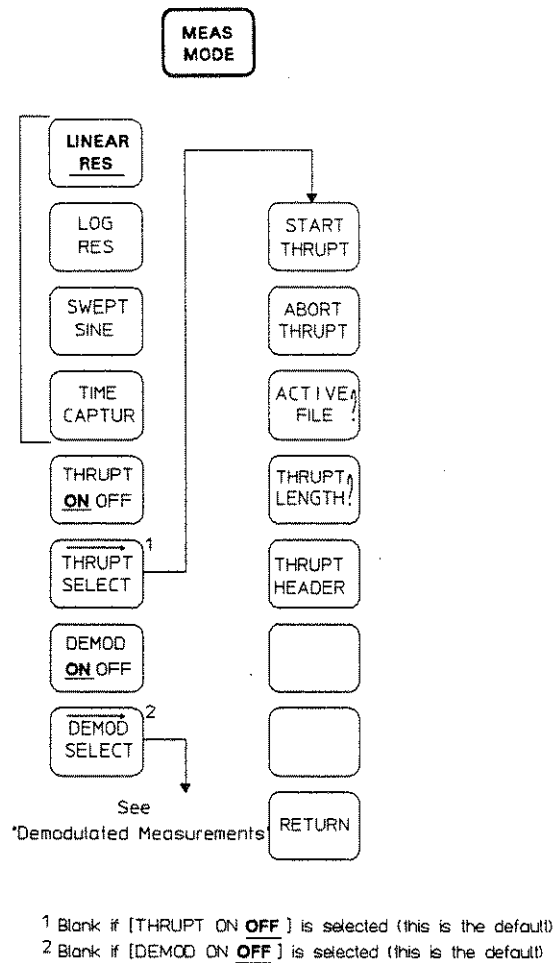 MEAS
MODE
LINEAR
RES
LOG
RES
SWEPT
SINE
TIME
CAPTUR
THRUPT
ON OFF
THRUPT
SELECT
1
DEMOD
ON OFF
DEMOD
SELECT
2
See
"Demodulated Measurements"
START
THRUPT
ABORT
THRUPT
ACTIVE
FILE ?
THRUPT
LENGTH ?
THRUPT
HEADER
RETURN
1 Blank if [THRUPT ON OFF ] is selected (this is the default)
2 Blank if [DEMOD ON OFF ] is selected (this is the default)